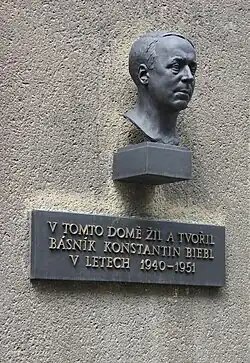 V TOMTO DOMĚ ŽIL A TVOŘIL
BÁSNÍK KONSTANTIN BIEBL
V LETECH 1940-1951